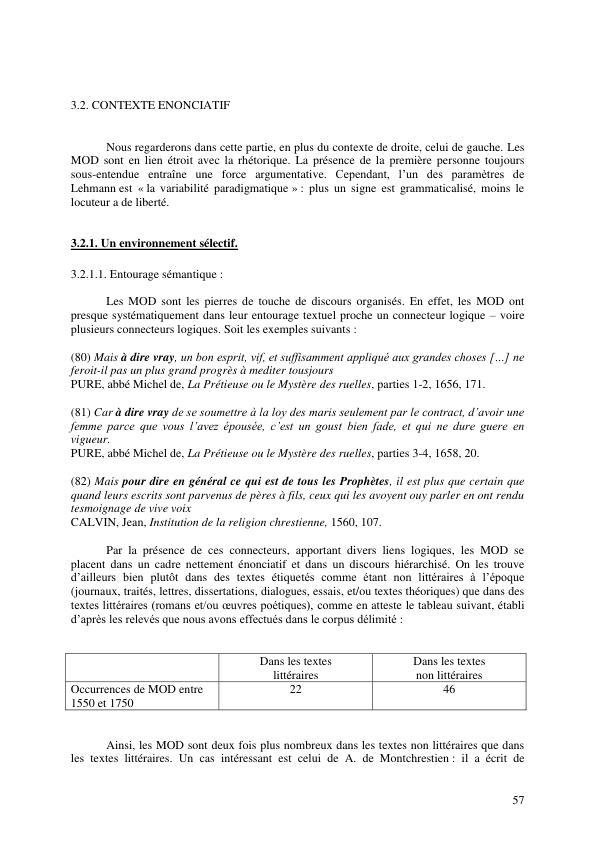 3.2. CONTEXTE ENONCIATIF
Nous regarderons dans cette partie, en plus du contexte de droite, celui de gauche. Les
MOD sont en lien étroit avec la rhétorique. La présence de la première personne toujours
sous-entendue entraîne une force argumentative. Cependant, l’un des paramètres de
Lehmann est « la variabilité paradigmatique » : plus un signe est grammaticalisé, moins le
locuteur a de liberté.
3.2.1. Un environnement sélectif.
3.2.1.1. Entourage sémantique :
Les MOD sont les pierres de touche de discours organisés. En effet, les MOD ont
presque systématiquement dans leur entourage textuel proche un connecteur logique – voire
plusieurs connecteurs logiques. Soit les exemples suivants :
(80) Mais à dire vray, un bon esprit, vif, et suffisamment appliqué aux grandes choses [...] ne
feroit-il pas un plus grand progrès à mediter tousjours
PURE, abbé Michel de, La Prétieuse ou le Mystère des ruelles, parties 1-2, 1656, 171.
(81) Car à dire vray de se soumettre à la loy des maris seulement par le contract, d’avoir une
femme parce que vous l’avez épousée, c’est un goust bien fade, et qui ne dure guere en
vigueur.
PURE, abbé Michel de, La Prétieuse ou le Mystère des ruelles, parties 3-4, 1658, 20.
(82) Mais pour dire en général ce qui est de tous les Prophètes, il est plus que certain que
quand leurs escrits sont parvenus de pères à fils, ceux qui les avoyent ouy parler en ont rendu
tesmoignage de vive voix
CALVIN, Jean, Institution de la religion chrestienne, 1560, 107.
Par la présence de ces connecteurs, apportant divers liens logiques, les MOD se
placent dans un cadre nettement énonciatif et dans un discours hiérarchisé. On les trouve
d’ailleurs bien plutôt dans des textes étiquetés comme étant non littéraires à l’époque
(journaux, traités, lettres, dissertations, dialogues, essais, et/ou textes théoriques) que dans des
textes littéraires (romans et/ou œuvres poétiques), comme en atteste le tableau suivant, établi
d’après les relevés que nous avons effectués dans le corpus délimité :
Dans les textes
littéraires
Dans les textes
non littéraires
Occurrences de MOD entre
1550 et 1750
22
46
Ainsi, les MOD sont deux fois plus nombreux dans les textes non littéraires que dans
les textes littéraires. Un cas intéressant est celui de A. de Montchrestien : il a écrit de
57